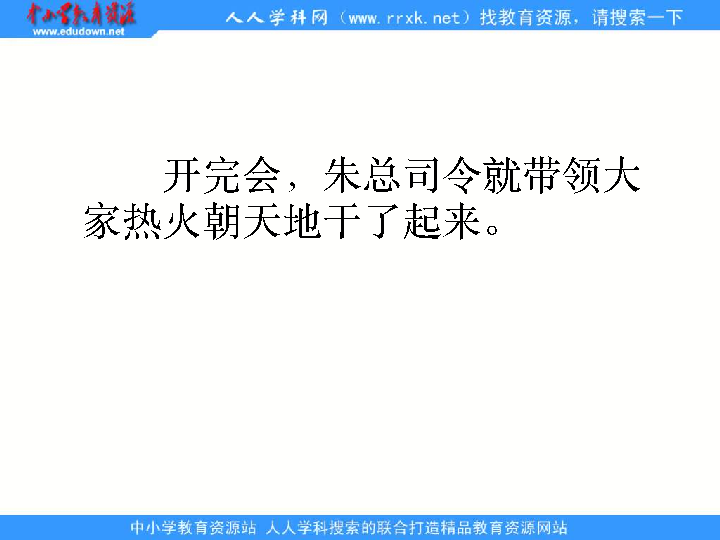 中小学教育资源
www.edudown.net
人人学科网（www.rrxk.net）找教育资源，请搜索一下
开完会，朱总司令就带领大
家热火朝天地干了起来。
中小学教育资源站 人人学科搜索的联合打造精品教育资源网站